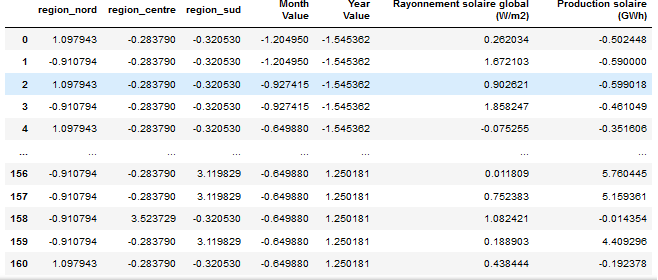 region_nord region_centre region_sud Month Value Year Value Rayonnement solaire global (W/m2) Production solaire (GWh)
0 1.097943 -0.283790 -0.320530 -1.204950 -1.545362 0.262034 -0.502448
1 -0.910794 -0.283790 -0.320530 -1.204950 -1.545362 1.672103 -0.590000
2 1.097943 -0.283790 -0.320530 -0.927415 -1.545362 0.902621 -0.599018
3 -0.910794 -0.283790 -0.320530 -0.927415 -1.545362 1.858247 -0.461049
4 1.097943 -0.283790 -0.320530 -0.649880 -1.545362 -0.075255 -0.351606
... ... ... ... ... ... ... ...
156 -0.910794 -0.283790 3.119829 -0.649880 1.250181 0.011809 5.760445
157 -0.910794 -0.283790 3.119829 -0.649880 1.250181 0.752383 5.159361
158 -0.910794 3.523729 -0.320530 -0.649880 1.250181 1.082421 -0.014354
159 -0.910794 -0.283790 3.119829 -0.649880 1.250181 0.188903 4.409296
160 1.097943 -0.283790 -0.320530 -0.649880 1.250181 0.438444 -0.192378